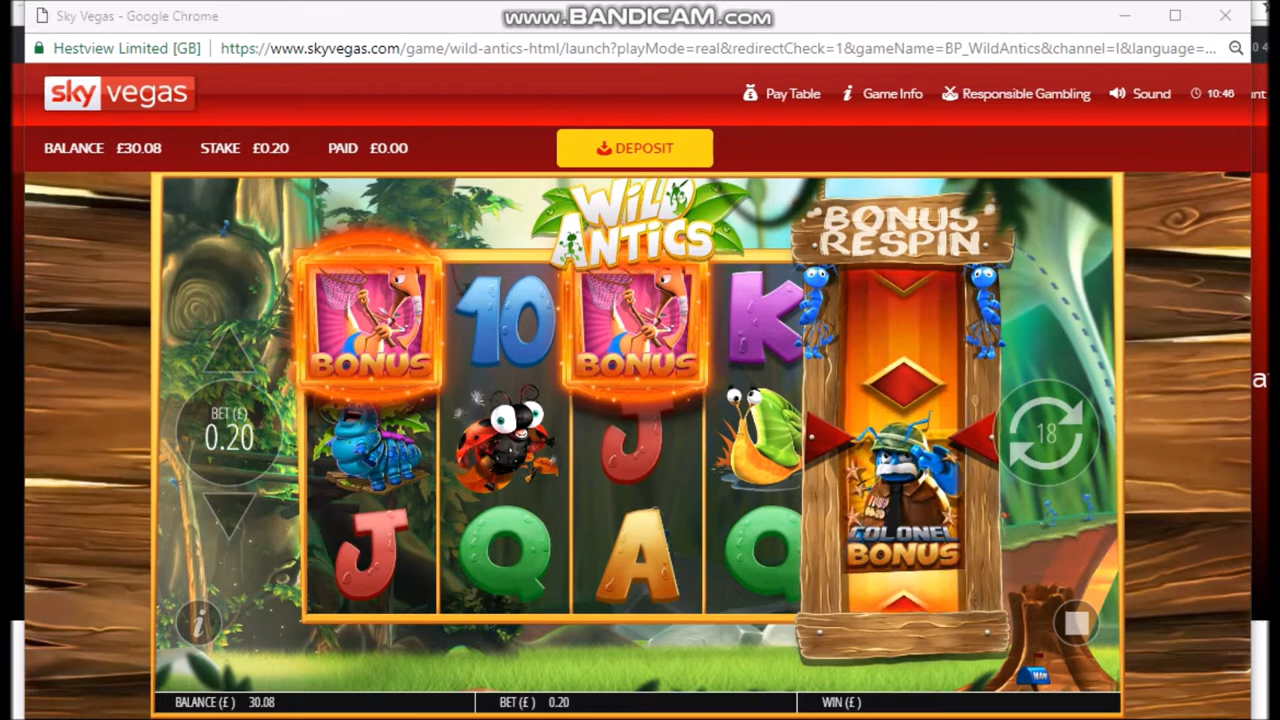 Sky Vegas - Google Chrome
www.BANDICAM.com
Hestview Limited [GB]
https://www.skyvegas.com/game/wild-antics-html/launch?playMode=real&redirectCheck=1&gameName=BP_WildAntics&channel=I&language=...
sky vegas
Pay Table
Game Info
Responsible Gambling
Sound
10:46
BALANCE £30.08
STAKE £0.20
PAID £0.00
DEPOSIT
WILD
ANTICS
BONUS
RESPIN
BONUS
10
BONUS
K
BET (£)
0.20
J
18
COLONEL
BONUS
J
Q
A
Q
BALANCE (£ ) 30.08
BET (£ ) 0.20
WIN (£ )